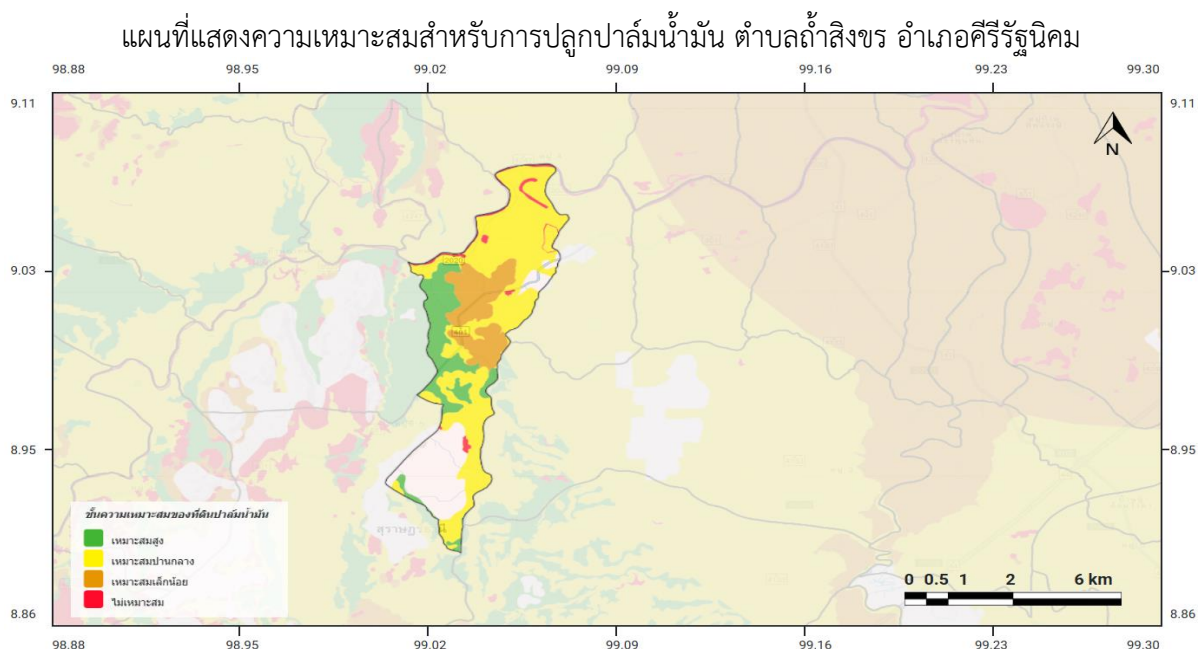 แผนที่แสดงความเหมาะสมสำหรับการปลูกปาล์มน้ำมัน ตำบลถ้ำสิงขร อำเภอคีรีรัฐนิคม
98.88 98.95 99.02 99.09 99.16 99.23 99.30
9.11 9.11
N
9.03 9.03
8.95 8.95
ชั้นความเหมาะสมของที่ดินปาล์มน้ำมัน
เหมาะสมสูง
เหมาะสมปานกลาง
เหมาะสมเล็กน้อย
ไม่เหมาะสม
0 0.5 1 2 6 km
8.86 8.86
98.88 98.95 99.02 99.09 99.16 99.23 99.30